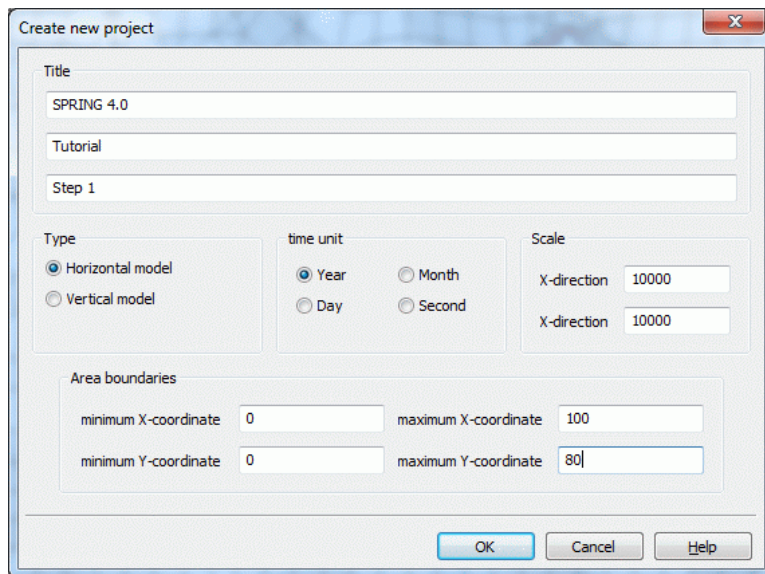 Create new project
Title
SPRING 4.0
Tutorial
Step 1
Type
Horizontal model
Vertical model
time unit
Year Month
Day Second
Scale
X-direction 10000
X-direction 10000
Area boundaries
minimum X-coordinate 0 maximum X-coordinate 100
minimum Y-coordinate 0 maximum Y-coordinate 80
OK Cancel Help